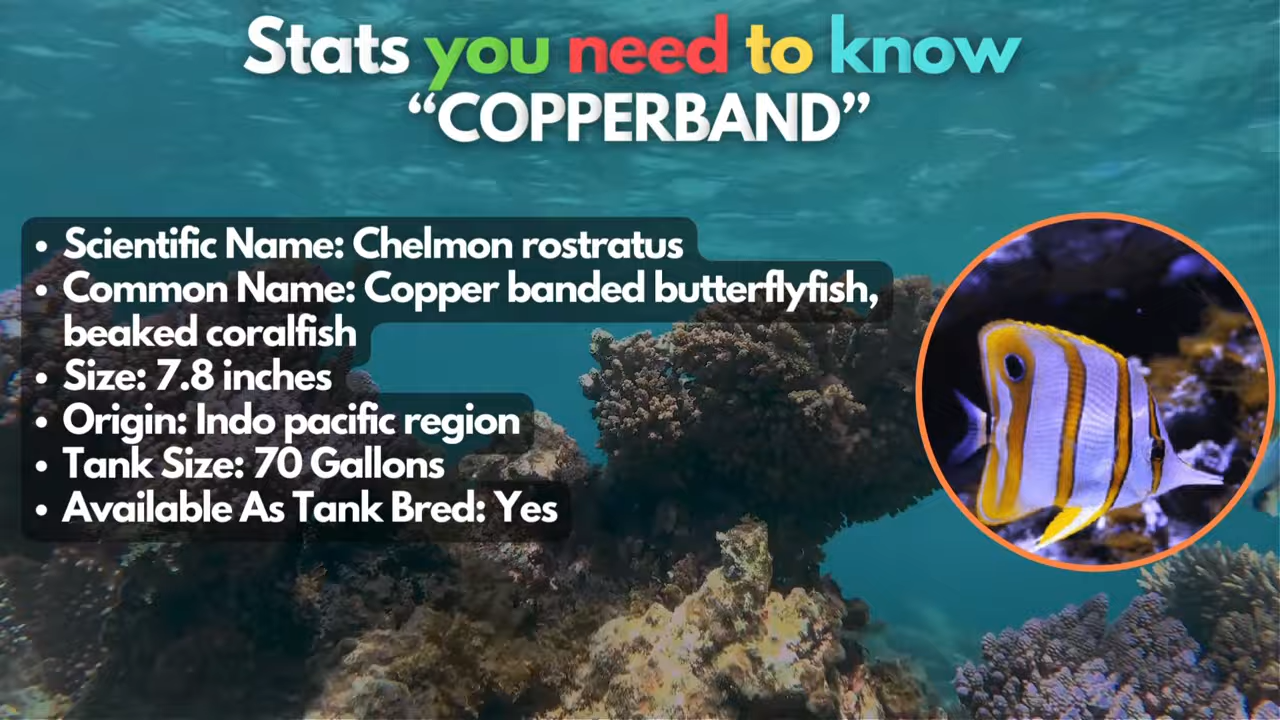 Stats you need to know
“COPPERBAND”
• Scientific Name: Chelmon rostratus
• Common Name: Copper banded butterflyfish,
beaked coralfish
• Size: 7.8 inches
• Origin: Indo pacific region
• Tank Size: 70 Gallons
• Available As Tank Bred: Yes